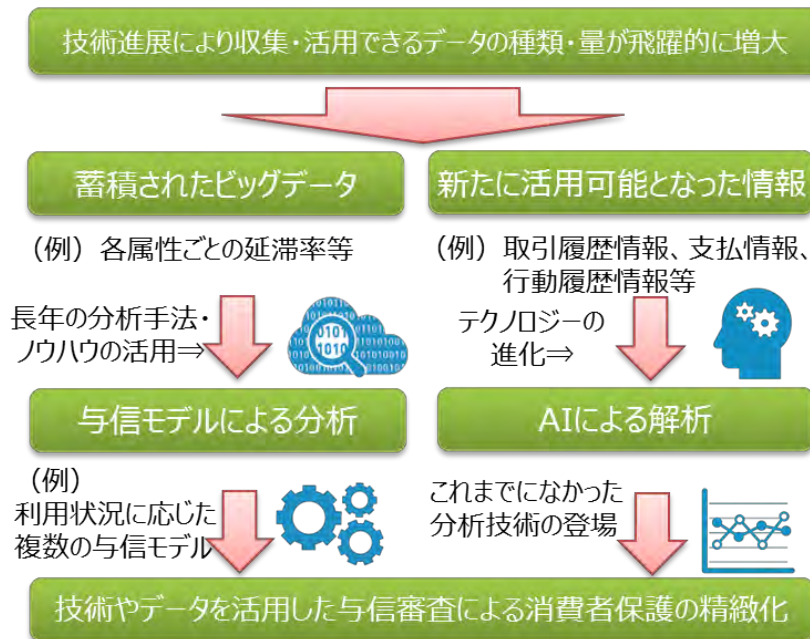 技術進展により収集・活用できるデータの種類・量が飛躍的に増大
蓄積されたビッグデータ
(例) 各属性ごとの延滞率等
長年の分析手法・
ノウハウの活用⇒
与信モデルによる分析
(例)
利用状況に応じた
複数の与信モデル
新たに活用可能となった情報
(例) 取引履歴情報、支払情報、
行動履歴情報等
テクノロジーの
進化⇒
AIによる解析
これまでになかった
分析技術の登場
技術やデータを活用した与信審査による消費者保護の精緻化